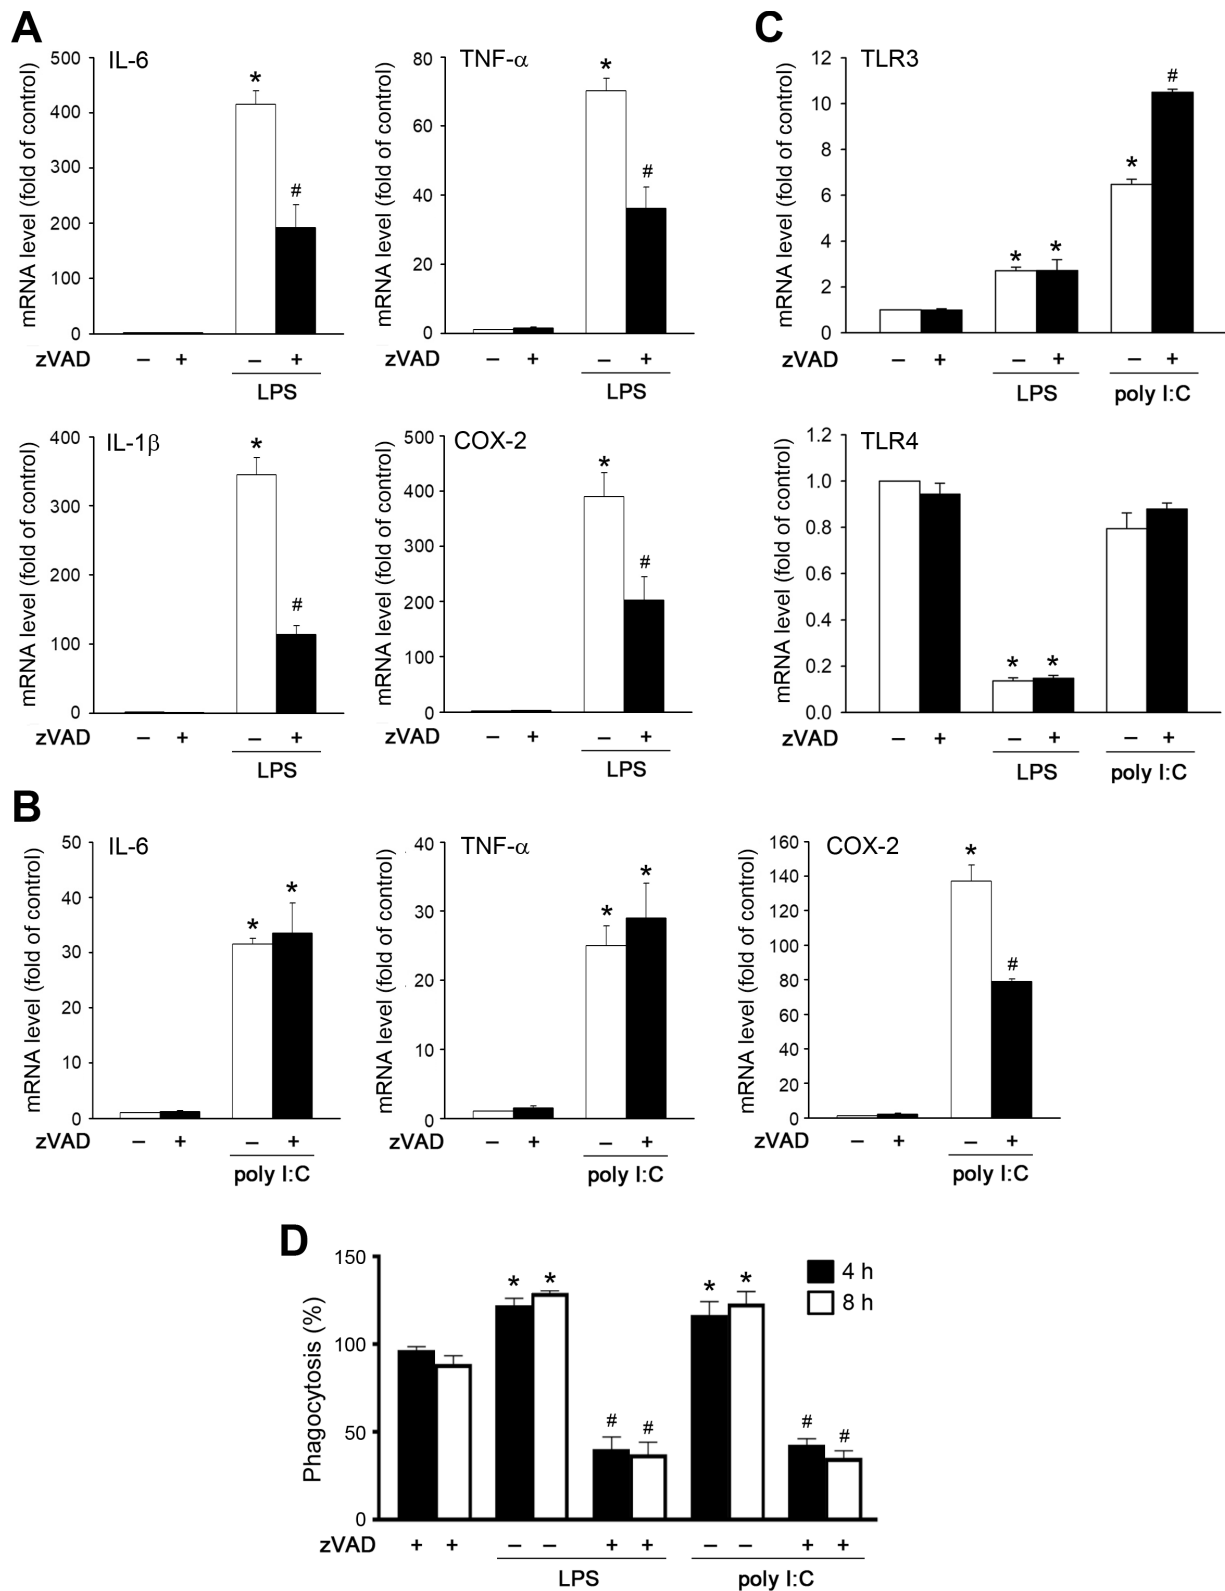 A
IL-6
mRNA level (fold of control)
500
400
300
200
100
0
*
#
zVAD – + – +
LPS
TNF-α
mRNA level (fold of control)
80
60
40
20
0
*
#
zVAD – + – +
LPS
IL-1β
mRNA level (fold of control)
400
300
200
100
0
*
#
zVAD – + – +
LPS
COX-2
mRNA level (fold of control)
500
400
300
200
100
0
*
#
zVAD – + – +
LPS
C
TLR3
mRNA level (fold of control)
12
10
8
6
4
2
0
* * * #
zVAD – + – + – +
LPS poly I:C
TLR4
mRNA level (fold of control)
1.2
1.0
0.8
0.6
0.4
0.2
0.0
* *
zVAD – + – + – +
LPS poly I:C
B
IL-6
mRNA level (fold of control)
50
40
30
20
10
0
* *
zVAD – + – +
poly I:C
TNF-α
mRNA level (fold of control)
40
30
20
10
0
* *
zVAD – + – +
poly I:C
COX-2
mRNA level (fold of control)
160
140
120
100
80
60
40
20
0
*
#
zVAD – + – +
poly I:C
D
Phagocytosis (%)
150
100
50
0
4 h
8 h
* * # # * * # #
zVAD + + – – + + – – + +
LPS poly I:C